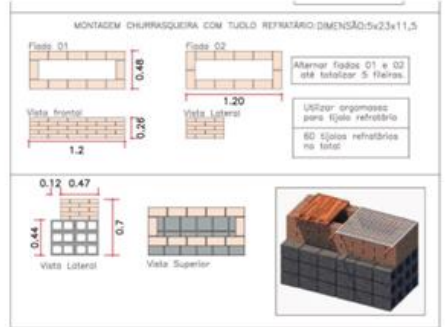 MONTAGEM CHURRASQUEIRA COM TIJOLO REFRATÁRIO: DIMENSÃO:5x23x11,5
Fiada 01
Fiada 02
0.48
1.20
Alternar fiadas 01 e 02
até totalizar 5 fileiras.
Vista frontal
Vista Lateral
0.26
1.2
Utilizar argamassa
para tijolo refratário
60 tijolos refratários
no total
0.12 0.47
0.44
0.7
Vista Lateral
Vista Superior